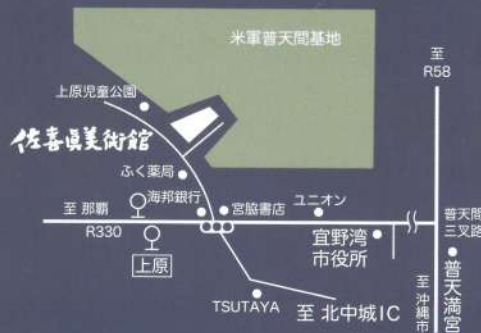 米軍普天間基地
至
R58
上原児童公園
佐喜眞美術館
ふく薬局
海邦銀行
宮脇書店
ユニオン
至 那覇
R330
上原
宜野湾
市役所
普天間
三叉路
普天満宮
至 沖縄市
TSUTAYA
至 北中城IC